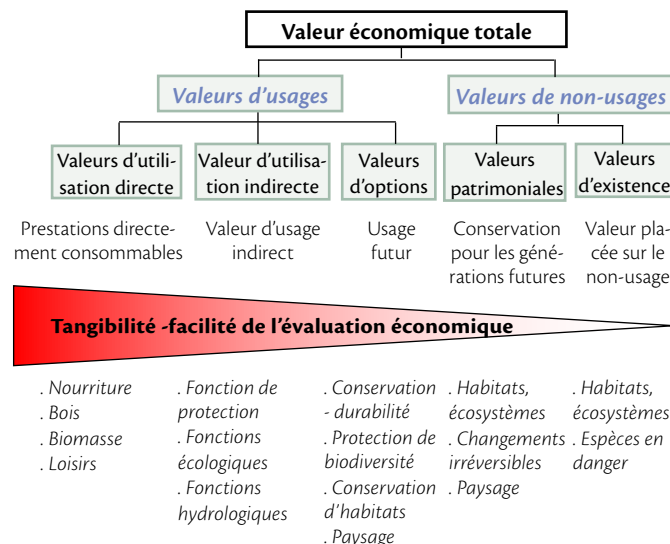 Valeur économique totale
Valeurs d'usages
Valeurs de non-usages
Valeurs d'utili-
sation directe
Valeur d'utilisa-
tion indirecte
Valeurs
d'options
Valeurs
patrimoniales
Valeurs
d'existence
Prestations directe-
ment consommables
Valeur d'usage
indirect
Usage
futur
Conservation
pour les géné-
rations futures
Valeur pla-
cée sur le
non-usage
Tangibilité -facilité de l'évaluation économique
. Nourriture
. Bois
. Biomasse
. Loisirs
. Fonction de
protection
. Fonctions
écologiques
. Fonctions
hydrologiques
. Conservation
- durabilité
. Protection de
biodiversité
. Conservation
d'habitats
. Paysage
. Habitats,
écosystèmes
. Changements
irréversibles
. Paysage
. Habitats,
écosystèmes
. Espèces en
danger